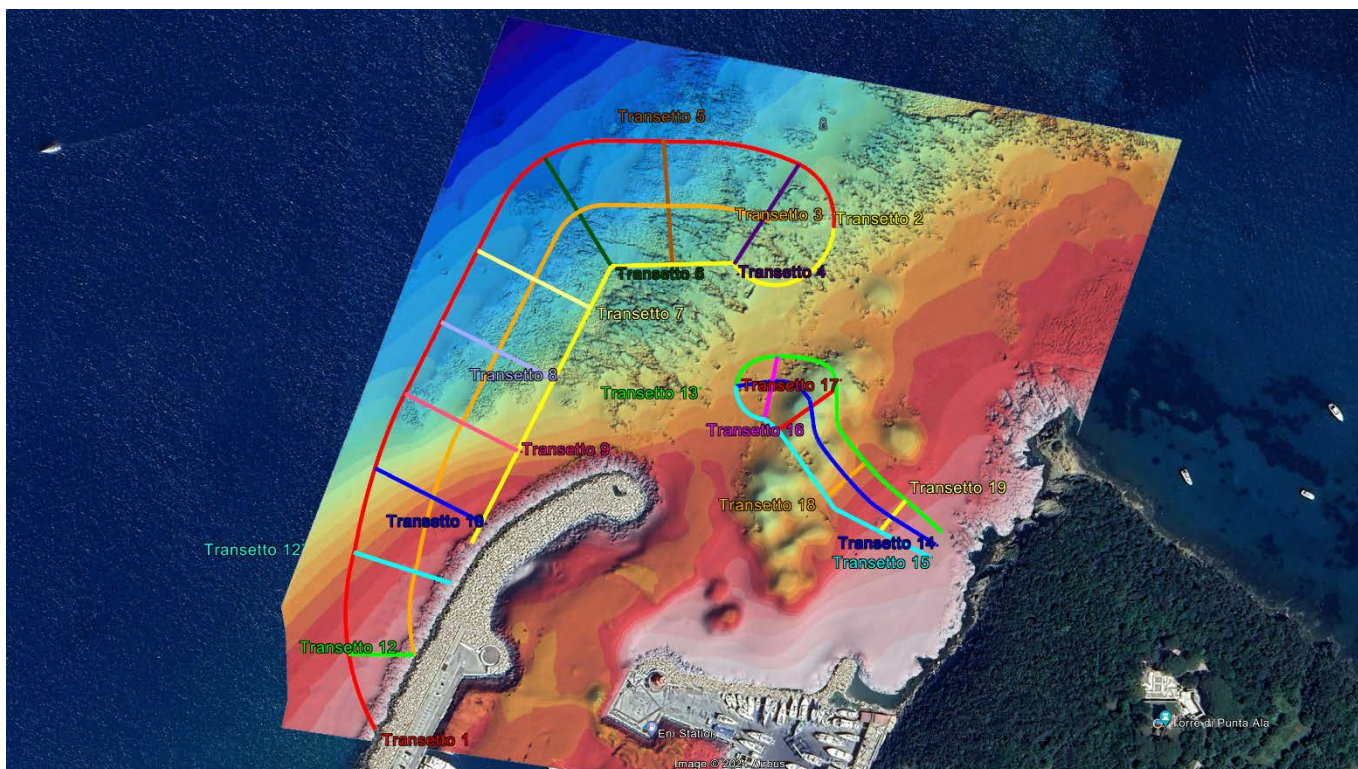 Transetto 5
Transetto 3
Transetto 2
Transetto 6
Transetto 4
Transetto 7
Transetto 8
Transetto 17
Transetto 13
Transetto 16
Transetto 9
Transetto 19
Transetto 18
Transetto 10
Transetto 14
Transetto 12
Transetto 15
Transetto 12
Torre di Punta Ala
Eni Station
Transetto 1
Image © Airbus